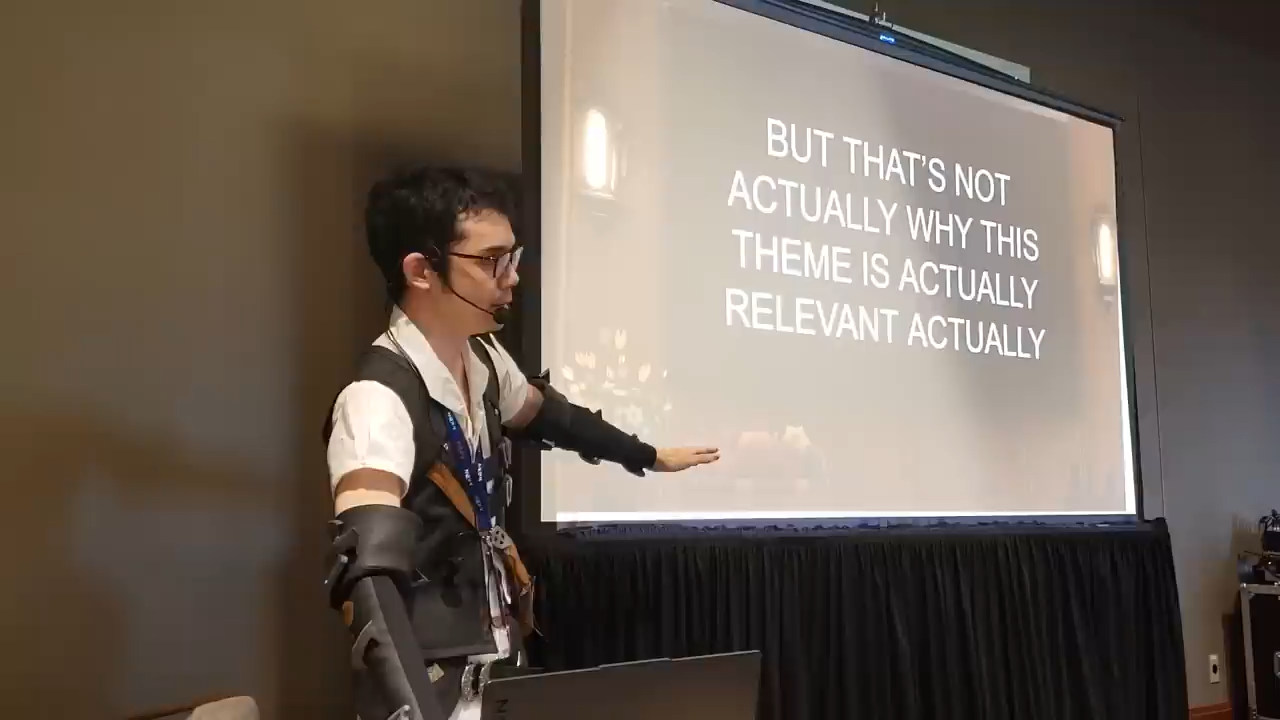 BUT THAT'S NOT
ACTUALLY WHY THIS
THEME IS ACTUALLY
RELEVANT ACTUALLY